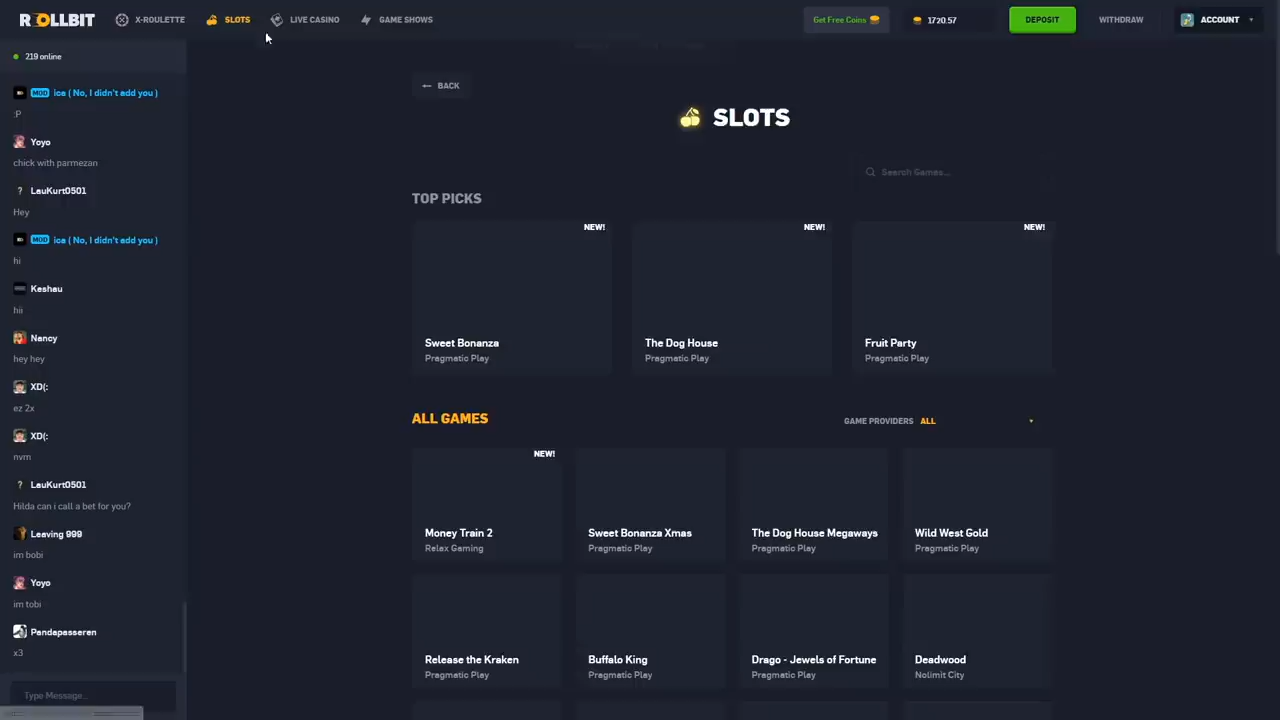 ROLLBIT X-ROULETTE SLOTS LIVE CASINO GAME SHOWS Get Free Coins 1720.57 DEPOSIT WITHDRAW ACCOUNT
219 online
MOD ica ( No, I didn't add you )
:P
Yoyo
chick with parmezan
LauKurt0501
Hey
MOD ica ( No, I didn't add you )
hi
Keshau
hii
Nancy
hey hey
XD(:
ez 2x
XD(:
nvm
LauKurt0501
Hilda can i call a bet for you?
Leaving 999
im bobi
Yoyo
im tobi
Pandapasseren
x3
Type Message...
← BACK
SLOTS
Search Games...
TOP PICKS
NEW! NEW! NEW!
Sweet Bonanza The Dog House Fruit Party
Pragmatic Play Pragmatic Play Pragmatic Play
ALL GAMES GAME PROVIDERS ALL
NEW!
Money Train 2 Sweet Bonanza Xmas The Dog House Megaways Wild West Gold
Relax Gaming Pragmatic Play Pragmatic Play Pragmatic Play
Release the Kraken Buffalo King Drago - Jewels of Fortune Deadwood
Pragmatic Play Pragmatic Play Pragmatic Play Nolimit City